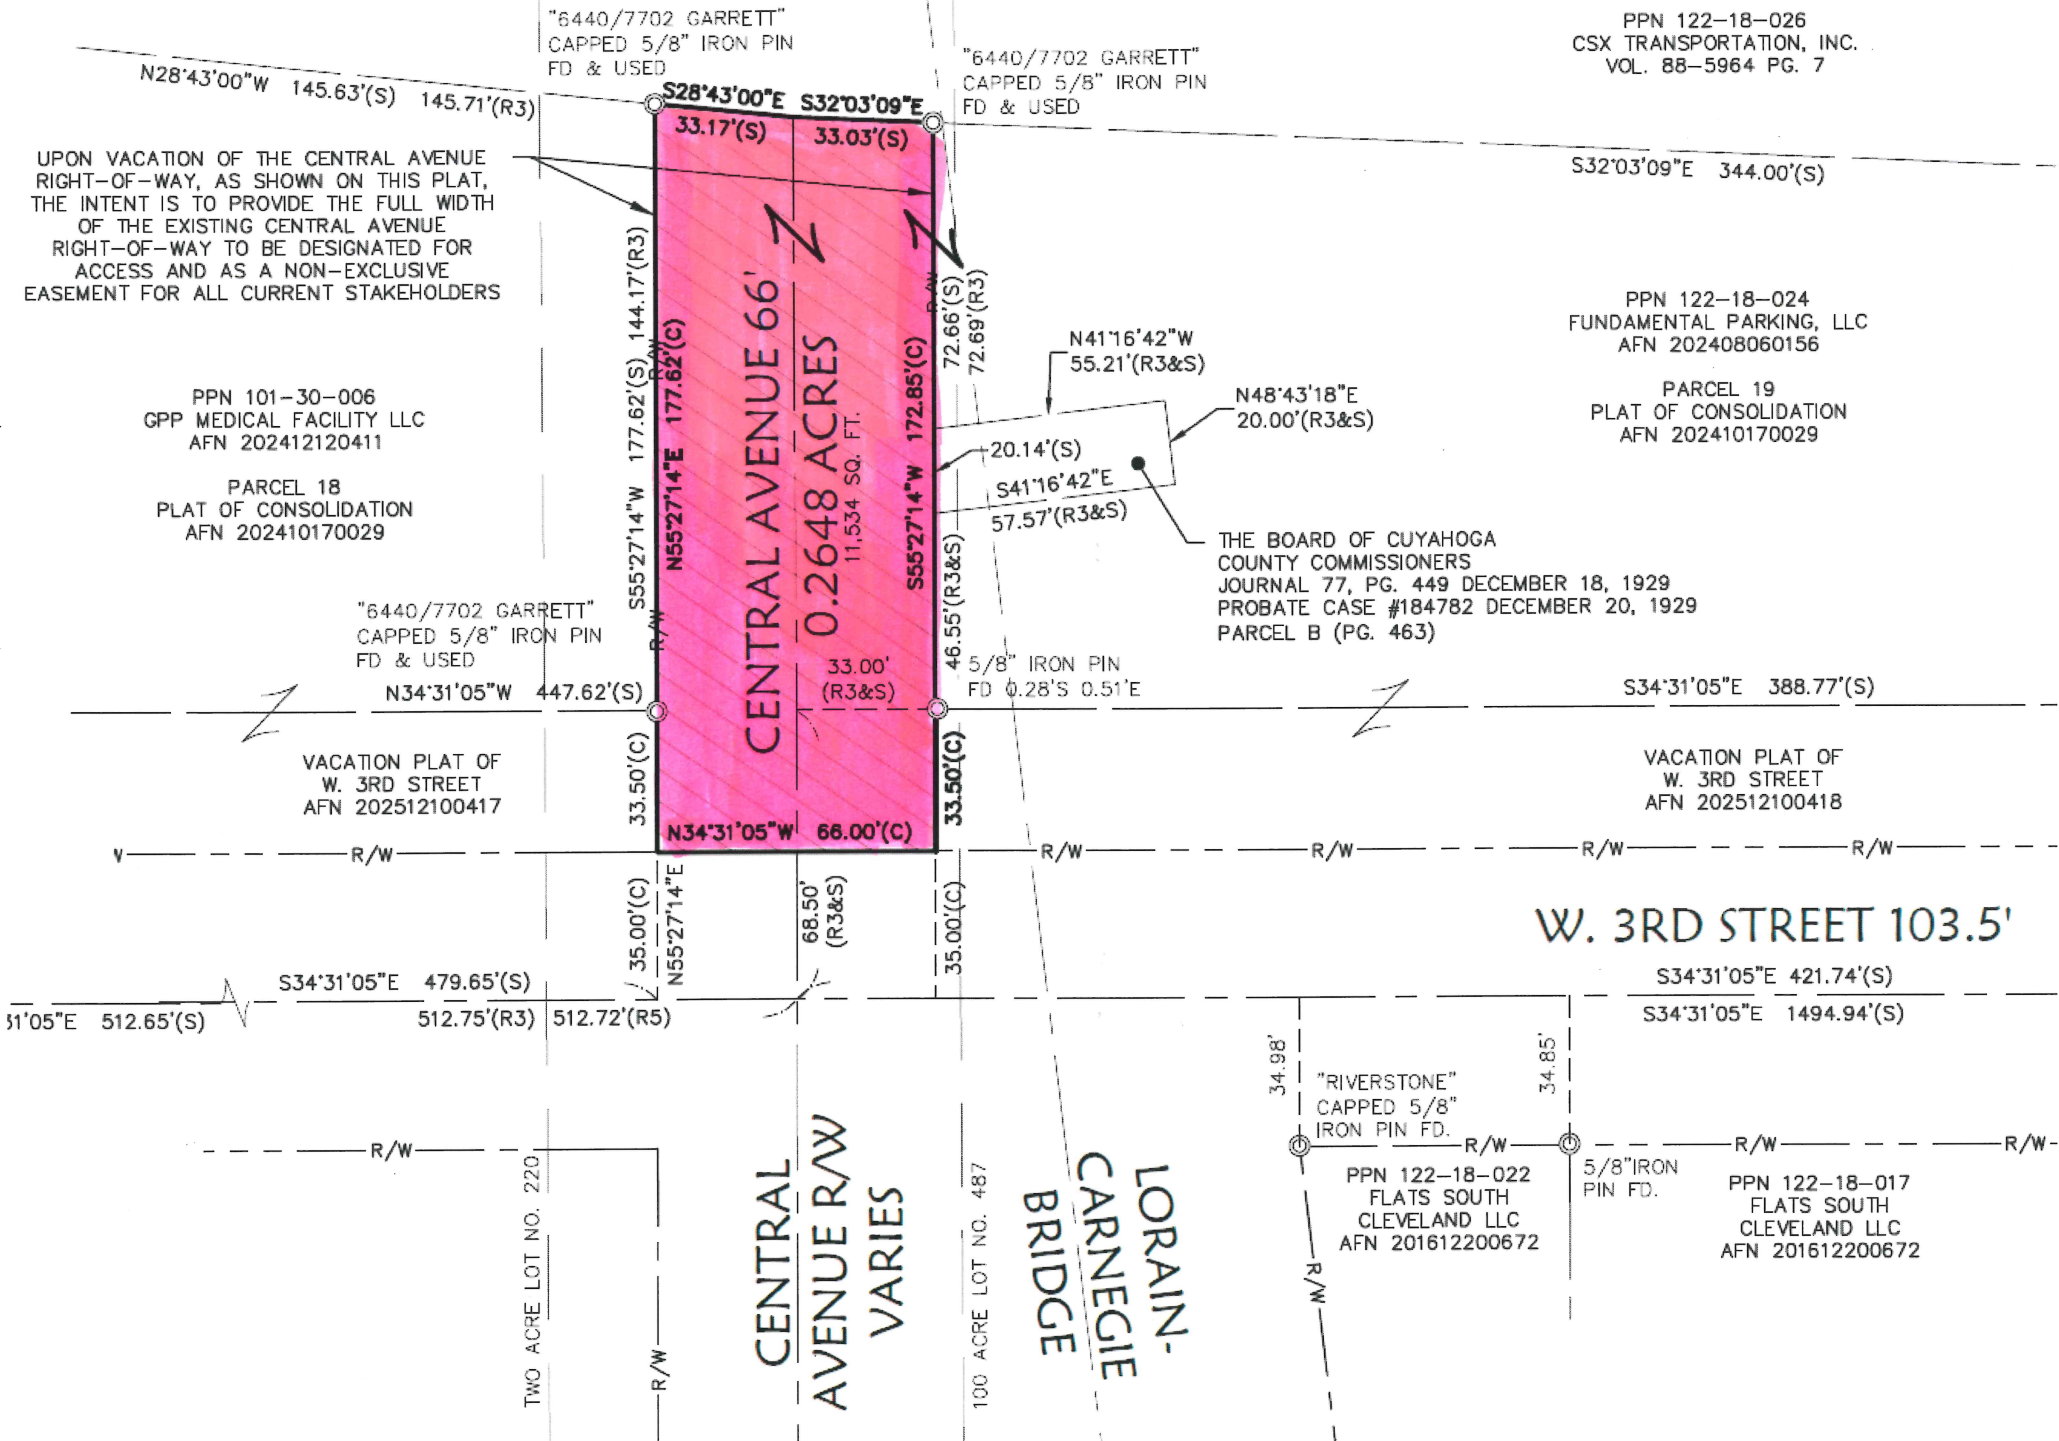 "6440/7702 GARRETT"
CAPPED 5/8" IRON PIN
FD & USED
"6440/7702 GARRETT"
CAPPED 5/8" IRON PIN
FD & USED
PPN 122-18-026
CSX TRANSPORTATION, INC.
VOL. 88-5964 PG. 7
N28°43'00"W 145.63'(S) 145.71'(R3)
S28°43'00"E
33.17'(S)
S32°03'09"E
33.03'(S)
S32°03'09"E 344.00'(S)
UPON VACATION OF THE CENTRAL AVENUE
RIGHT-OF-WAY, AS SHOWN ON THIS PLAT,
THE INTENT IS TO PROVIDE THE FULL WIDTH
OF THE EXISTING CENTRAL AVENUE
RIGHT-OF-WAY TO BE DESIGNATED FOR
ACCESS AND AS A NON-EXCLUSIVE
EASEMENT FOR ALL CURRENT STAKEHOLDERS
S55°27'14"W 177.62'(S) 144.17'(R3)
R/W
R/W
N55°27'14"E 177.62'(C)
CENTRAL AVENUE 66'
0.2648 ACRES
11,534 SQ. FT.
S55°27'14"W 172.85'(C)
R/W
72.66'(S)
72.69'(R3)
N41°16'42"W
55.21'(R3&S)
N48°43'18"E
20.00'(R3&S)
20.14'(S)
S41°16'42"E
57.57'(R3&S)
46.55'(R3&S)
PPN 122-18-024
FUNDAMENTAL PARKING, LLC
AFN 202408060156
PARCEL 19
PLAT OF CONSOLIDATION
AFN 202410170029
PPN 101-30-006
GPP MEDICAL FACILITY LLC
AFN 202412120411
PARCEL 18
PLAT OF CONSOLIDATION
AFN 202410170029
THE BOARD OF CUYAHOGA
COUNTY COMMISSIONERS
JOURNAL 77, PG. 449 DECEMBER 18, 1929
PROBATE CASE #184782 DECEMBER 20, 1929
PARCEL B (PG. 463)
"6440/7702 GARRETT"
CAPPED 5/8" IRON PIN
FD & USED
N34°31'05"W 447.62'(S)
33.00'
(R3&S)
5/8" IRON PIN
FD 0.28'S 0.51'E
S34°31'05"E 388.77'(S)
VACATION PLAT OF
W. 3RD STREET
AFN 202512100417
33.50'(C)
33.50'(C)
VACATION PLAT OF
W. 3RD STREET
AFN 202512100418
N34°31'05"W 66.00'(C)
R/W
R/W
R/W
R/W
R/W
35.00'(C)
N55°27'14"E
68.50'
(R3&S)
35.00'(C)
W. 3RD STREET 103.5'
S34°31'05"E 479.65'(S)
S34°31'05"E 421.74'(S)
31'05"E 512.65'(S)
512.75'(R3)
512.72'(R5)
S34°31'05"E 1494.94'(S)
34.98'
34.85'
"RIVERSTONE"
CAPPED 5/8"
IRON PIN FD.
R/W
R/W
R/W
R/W
5/8"IRON
PIN FD.
PPN 122-18-022
FLATS SOUTH
CLEVELAND LLC
AFN 201612200672
PPN 122-18-017
FLATS SOUTH
CLEVELAND LLC
AFN 201612200672
TWO ACRE LOT NO. 220
R/W
CENTRAL
AVENUE R/W
VARIES
100 ACRE LOT NO. 487
LORAIN-
CARNEGIE
BRIDGE
R/W